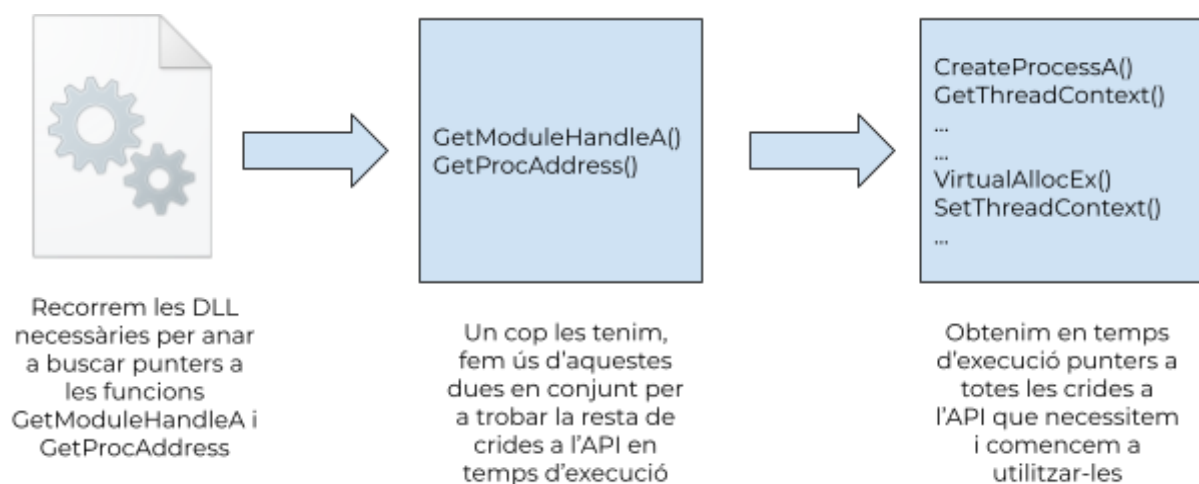 GetModuleHandleA()
GetProcAddress()
CreateProcessA()
GetThreadContext()
...
...
VirtualAllocEx()
SetThreadContext()
...
Recorrem les DLL
necessàries per anar
a buscar punters a
les funcions
GetModuleHandleA i
GetProcAddress
Un cop les tenim,
fem ús d'aquestes
dues en conjunt per
a trobar la resta de
crides a l'API en
temps d'execució
Obtenim en temps
d'execució punters a
totes les crides a
l'API que necessitem
i comencem a
utilitzar-les